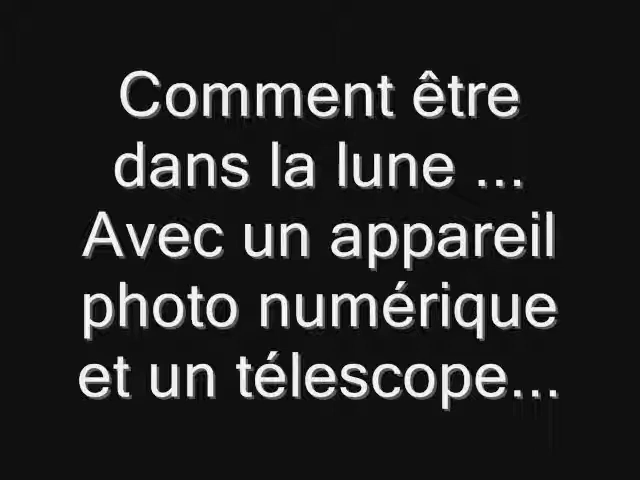 Comment être
dans la lune ...
Avec un appareil
photo numérique
et un télescope...